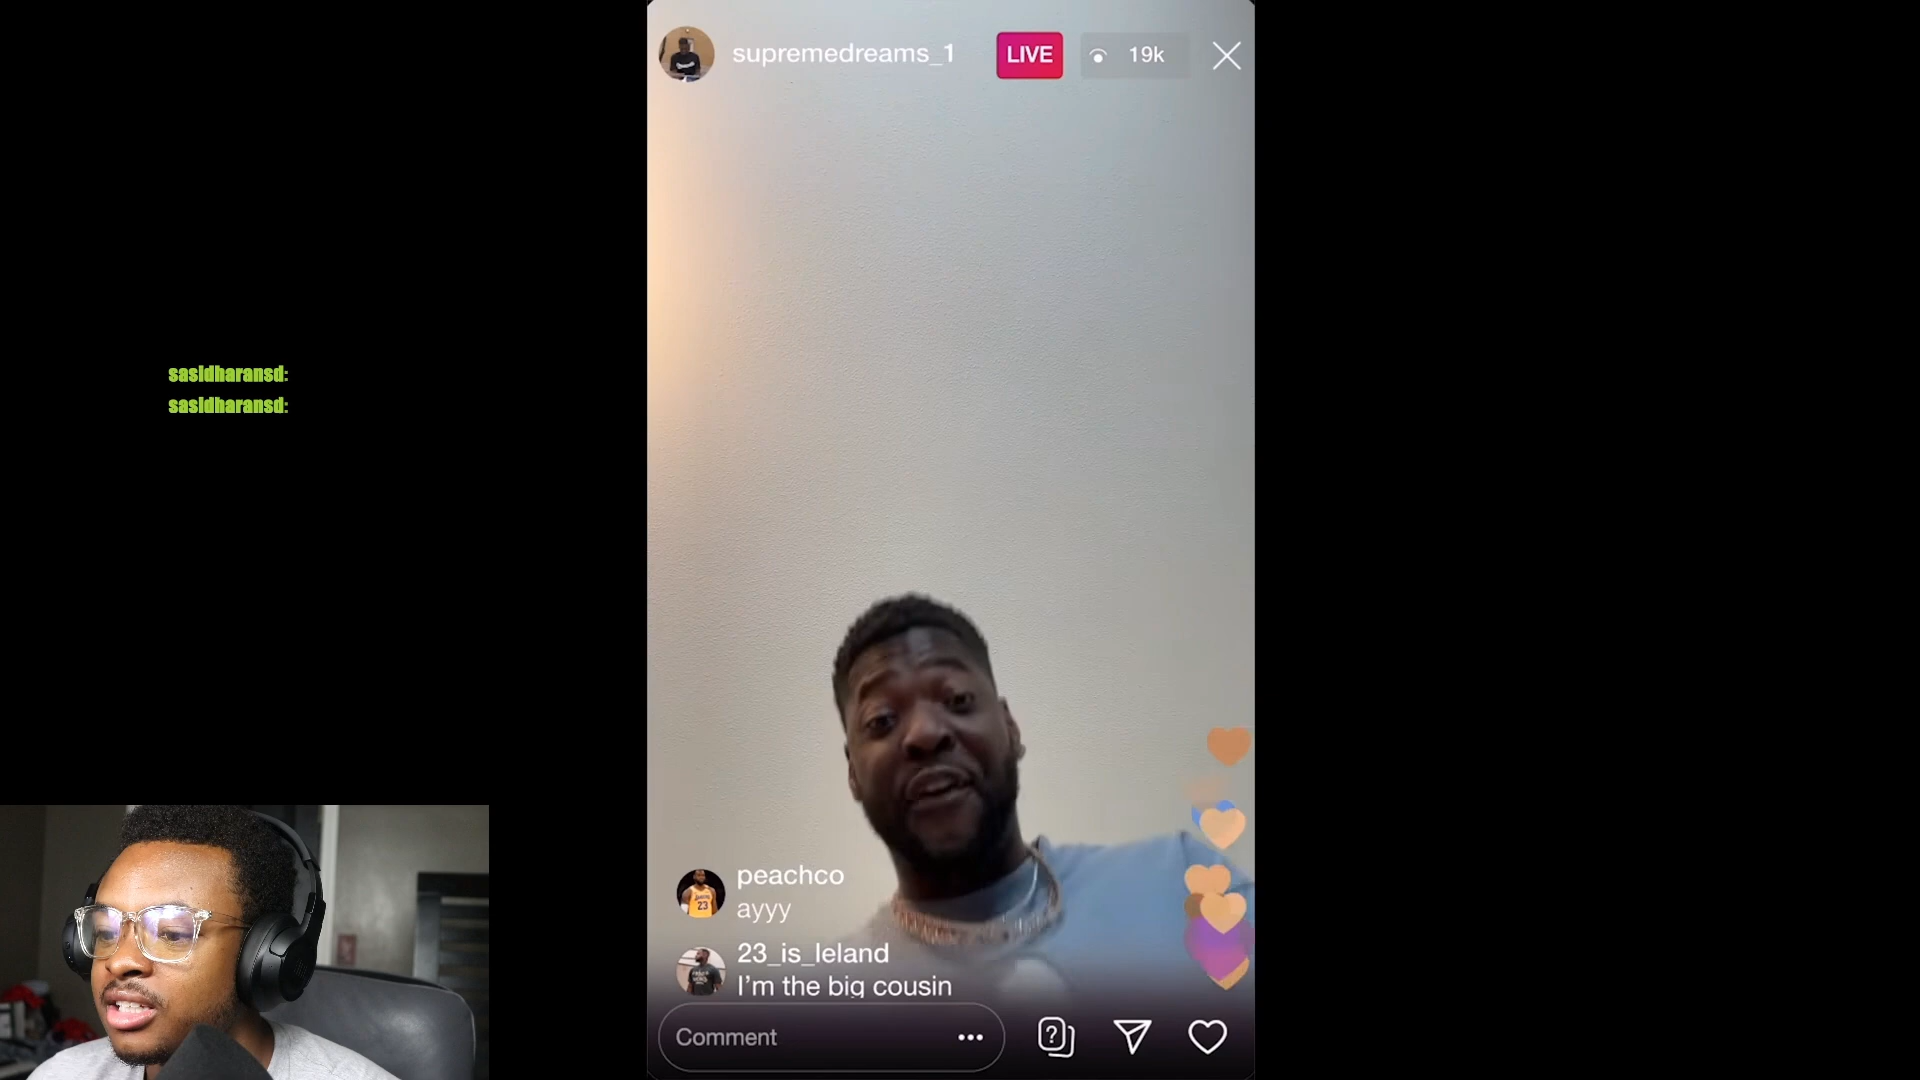 supremedreams_1 LIVE 19k
sasidharansd:
sasidharansd:
peachco
ayyy
23_is_leland
I'm the big cousin
Comment